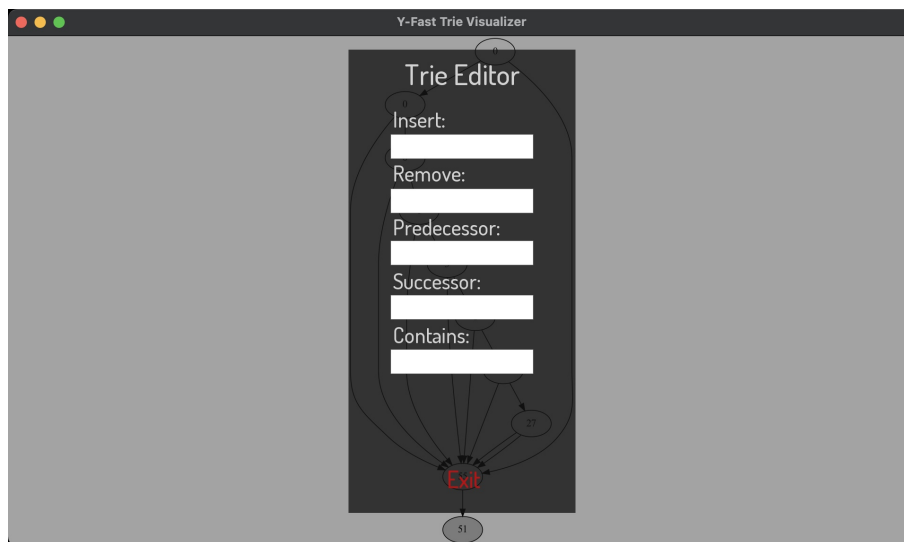 Y-Fast Trie Visualizer
0
Trie Editor
0
Insert:
Remove:
Predecessor:
Successor:
Contains:
27
Exit
51